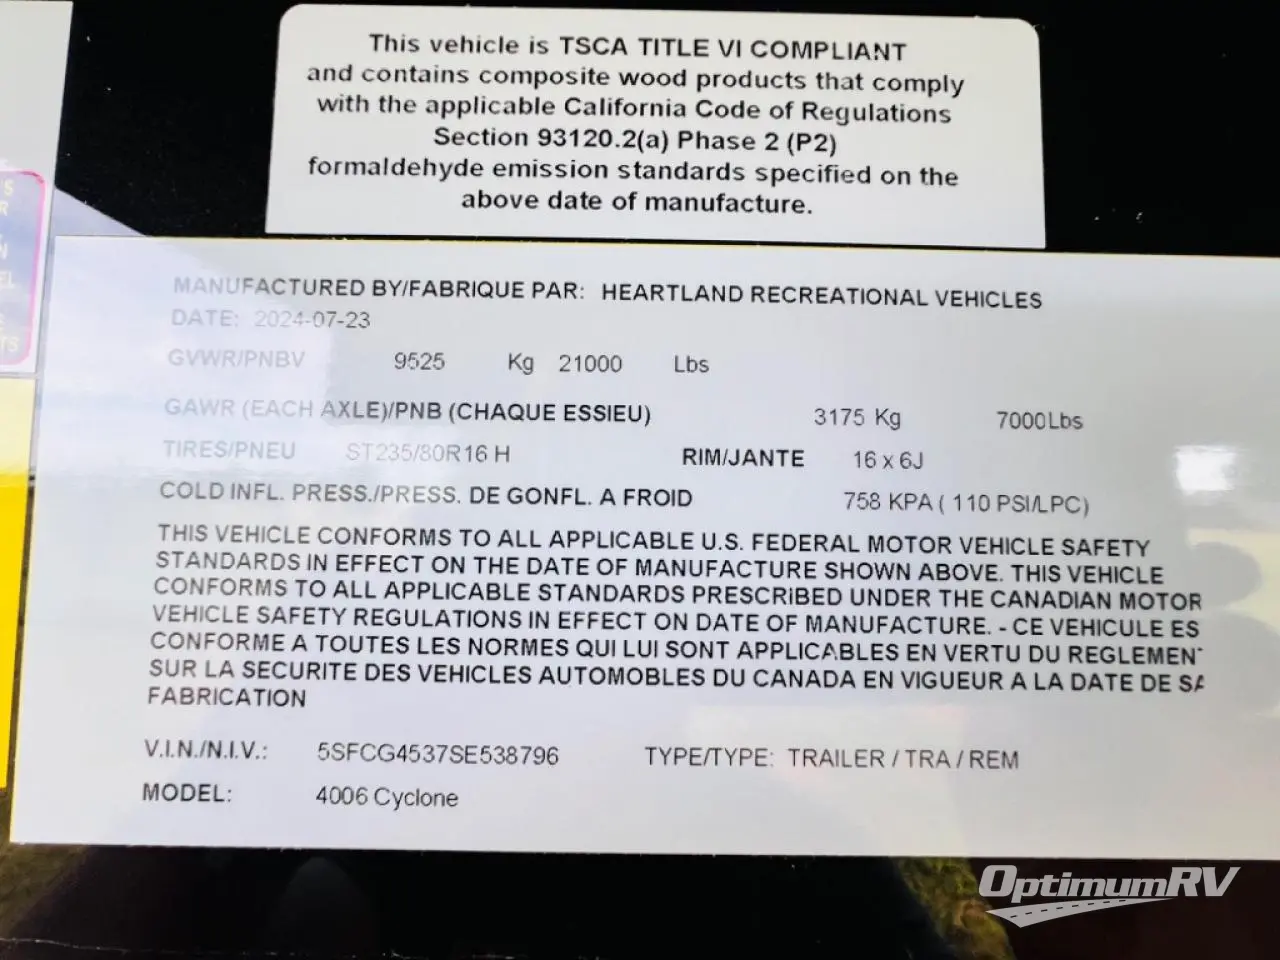 This vehicle is TSCA TITLE VI COMPLIANT
and contains composite wood products that comply
with the applicable California Code of Regulations
Section 93120.2(a) Phase 2 (P2)
formaldehyde emission standards specified on the
above date of manufacture.
MANUFACTURED BY/FABRIQUE PAR: HEARTLAND RECREATIONAL VEHICLES
DATE: 2024-07-23
GVWR/PNBV 9525 Kg 21000 Lbs
GAWR (EACH AXLE)/PNB (CHAQUE ESSIEU) 3175 Kg 7000Lbs
TIRES/PNEU ST235/80R16 H RIM/JANTE 16 x 6J
COLD INFL. PRESS./PRESS. DE GONFL. A FROID 758 KPA ( 110 PSI/LPC)
THIS VEHICLE CONFORMS TO ALL APPLICABLE U.S. FEDERAL MOTOR VEHICLE SAFETY
STANDARDS IN EFFECT ON THE DATE OF MANUFACTURE SHOWN ABOVE. THIS VEHICLE
CONFORMS TO ALL APPLICABLE STANDARDS PRESCRIBED UNDER THE CANADIAN MOTOR
VEHICLE SAFETY REGULATIONS IN EFFECT ON DATE OF MANUFACTURE. - CE VEHICULE ES
CONFORME A TOUTES LES NORMES QUI LUI SONT APPLICABLES EN VERTU DU REGLEMEN
SUR LA SECURITE DES VEHICLES AUTOMOBLES DU CANADA EN VIGUEUR A LA DATE DE SA
FABRICATION
V.I.N./N.I.V.: 5SFCG4537SE538796 TYPE/TYPE: TRAILER / TRA / REM
MODEL: 4006 Cyclone
OptimumRV